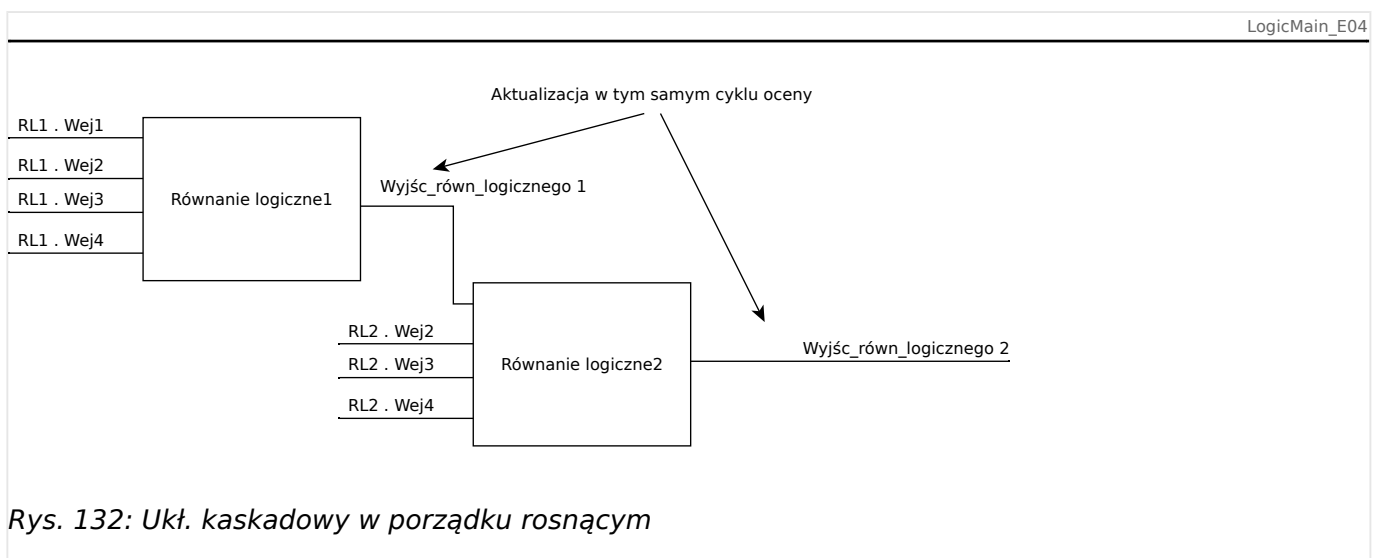 LogicMain_E04
Aktualizacja w tym samym cyklu oceny
RL1 . Wej1
RL1 . Wej2
RL1 . Wej3
RL1 . Wej4
Równanie logiczne1
Wyjśc_równ_logicznego 1
RL2 . Wej2
RL2 . Wej3
RL2 . Wej4
Równanie logiczne2
Wyjśc_równ_logicznego 2
Rys. 132: Ukł. kaskadowy w porządku rosnącym